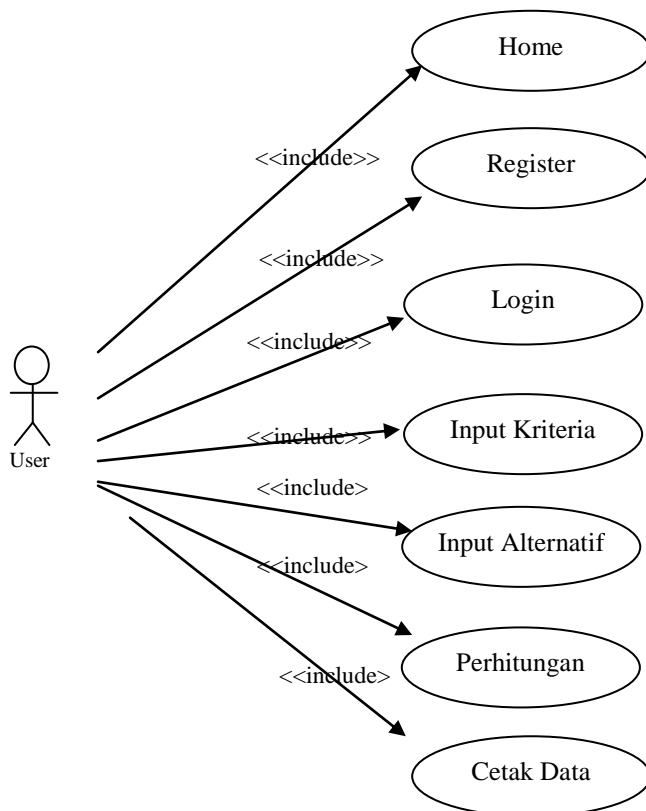 Home
<<include>>
Register
<<include>>
Login
<<include>>
User
Input Kriteria
<<include>>
<<include>
Input Alternatif
<<include>
Perhitungan
<<include>
Cetak Data